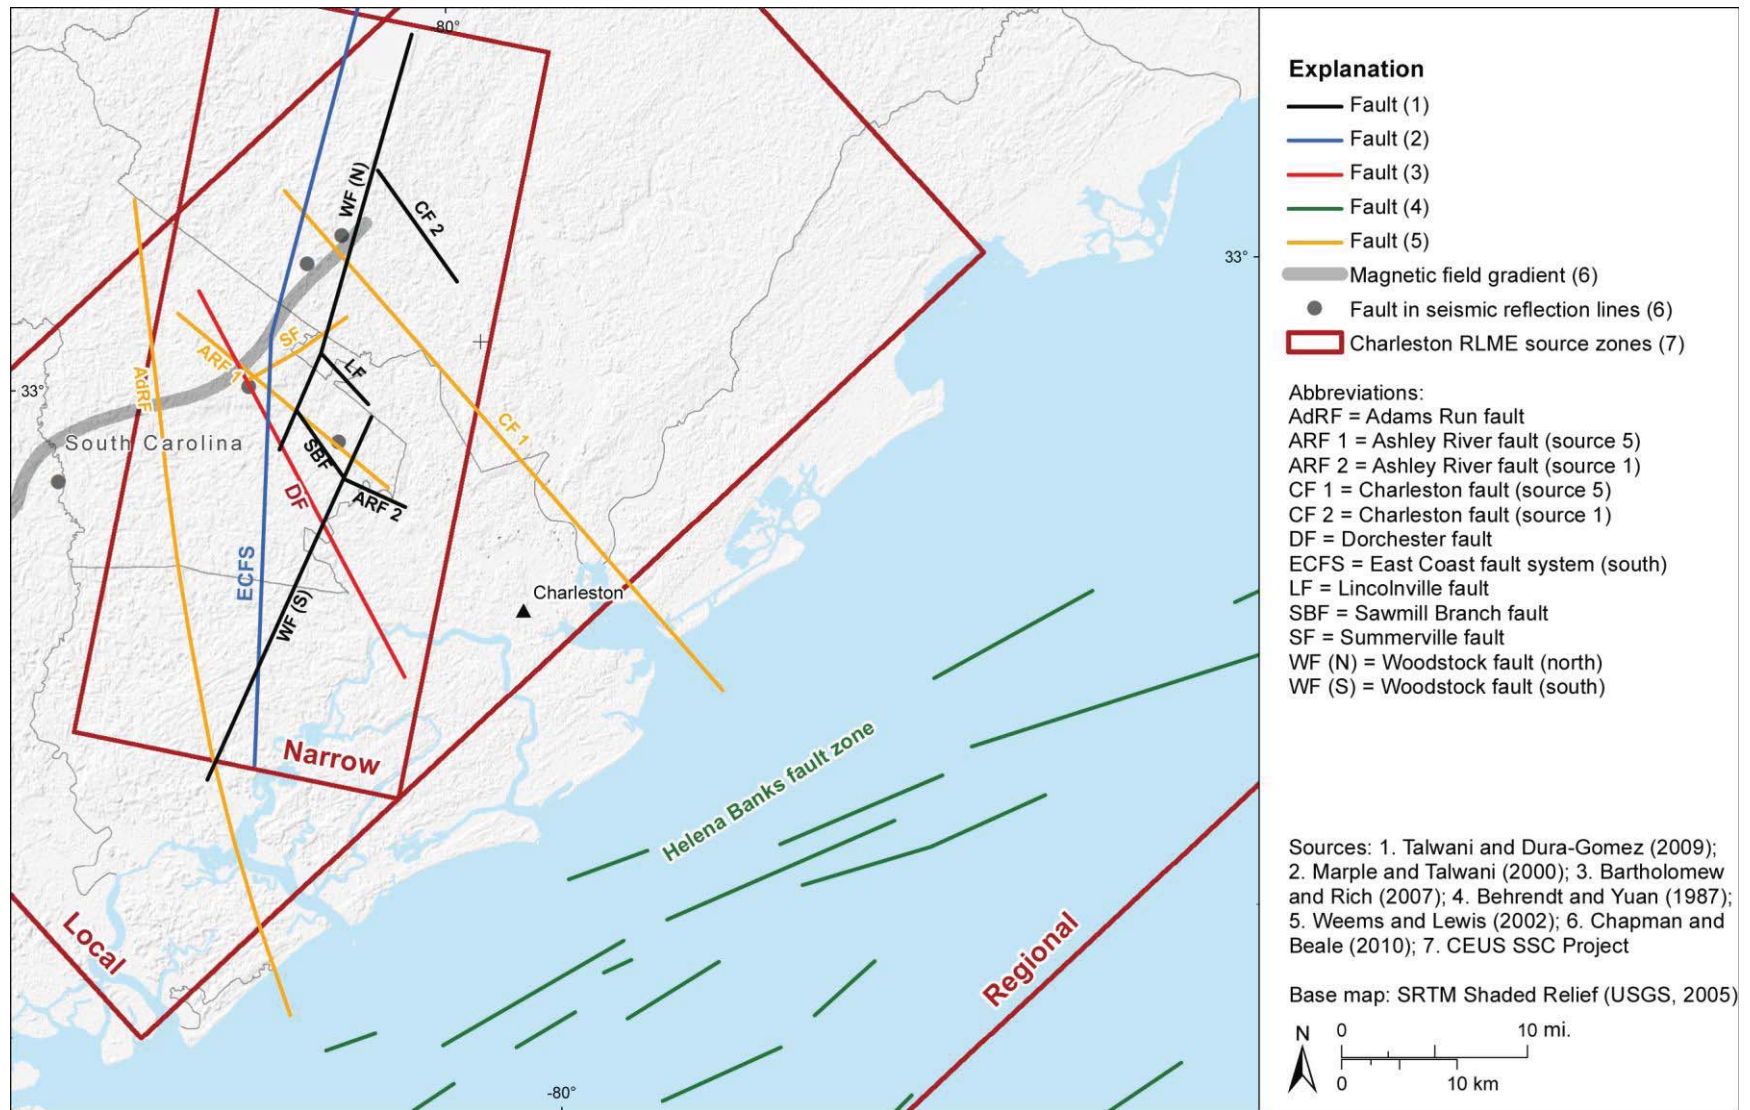 80°
WF (N)
CF 2
33°
SF
ARF 1
AdRF
LF
33°
CF 1
South Carolina
SBF
DF
ARF 2
ECFS
WF (S)
Charleston
Narrow
Helena Banks fault zone
Local
Regional
-80°
Explanation
Fault (1)
Fault (2)
Fault (3)
Fault (4)
Fault (5)
Magnetic field gradient (6)
Fault in seismic reflection lines (6)
Charleston RLME source zones (7)
Abbreviations:
AdRF = Adams Run fault
ARF 1 = Ashley River fault (source 5)
ARF 2 = Ashley River fault (source 1)
CF 1 = Charleston fault (source 5)
CF 2 = Charleston fault (source 1)
DF = Dorchester fault
ECFS = East Coast fault system (south)
LF = Lincolnville fault
SBF = Sawmill Branch fault
SF = Summerville fault
WF (N) = Woodstock fault (north)
WF (S) = Woodstock fault (south)
Sources: 1. Talwani and Dura-Gomez (2009);
2. Marple and Talwani (2000); 3. Bartholomew
and Rich (2007); 4. Behrendt and Yuan (1987);
5. Weems and Lewis (2002); 6. Chapman and
Beale (2010); 7. CEUS SSC Project
Base map: SRTM Shaded Relief (USGS, 2005)
N
0 10 mi.
0 10 km